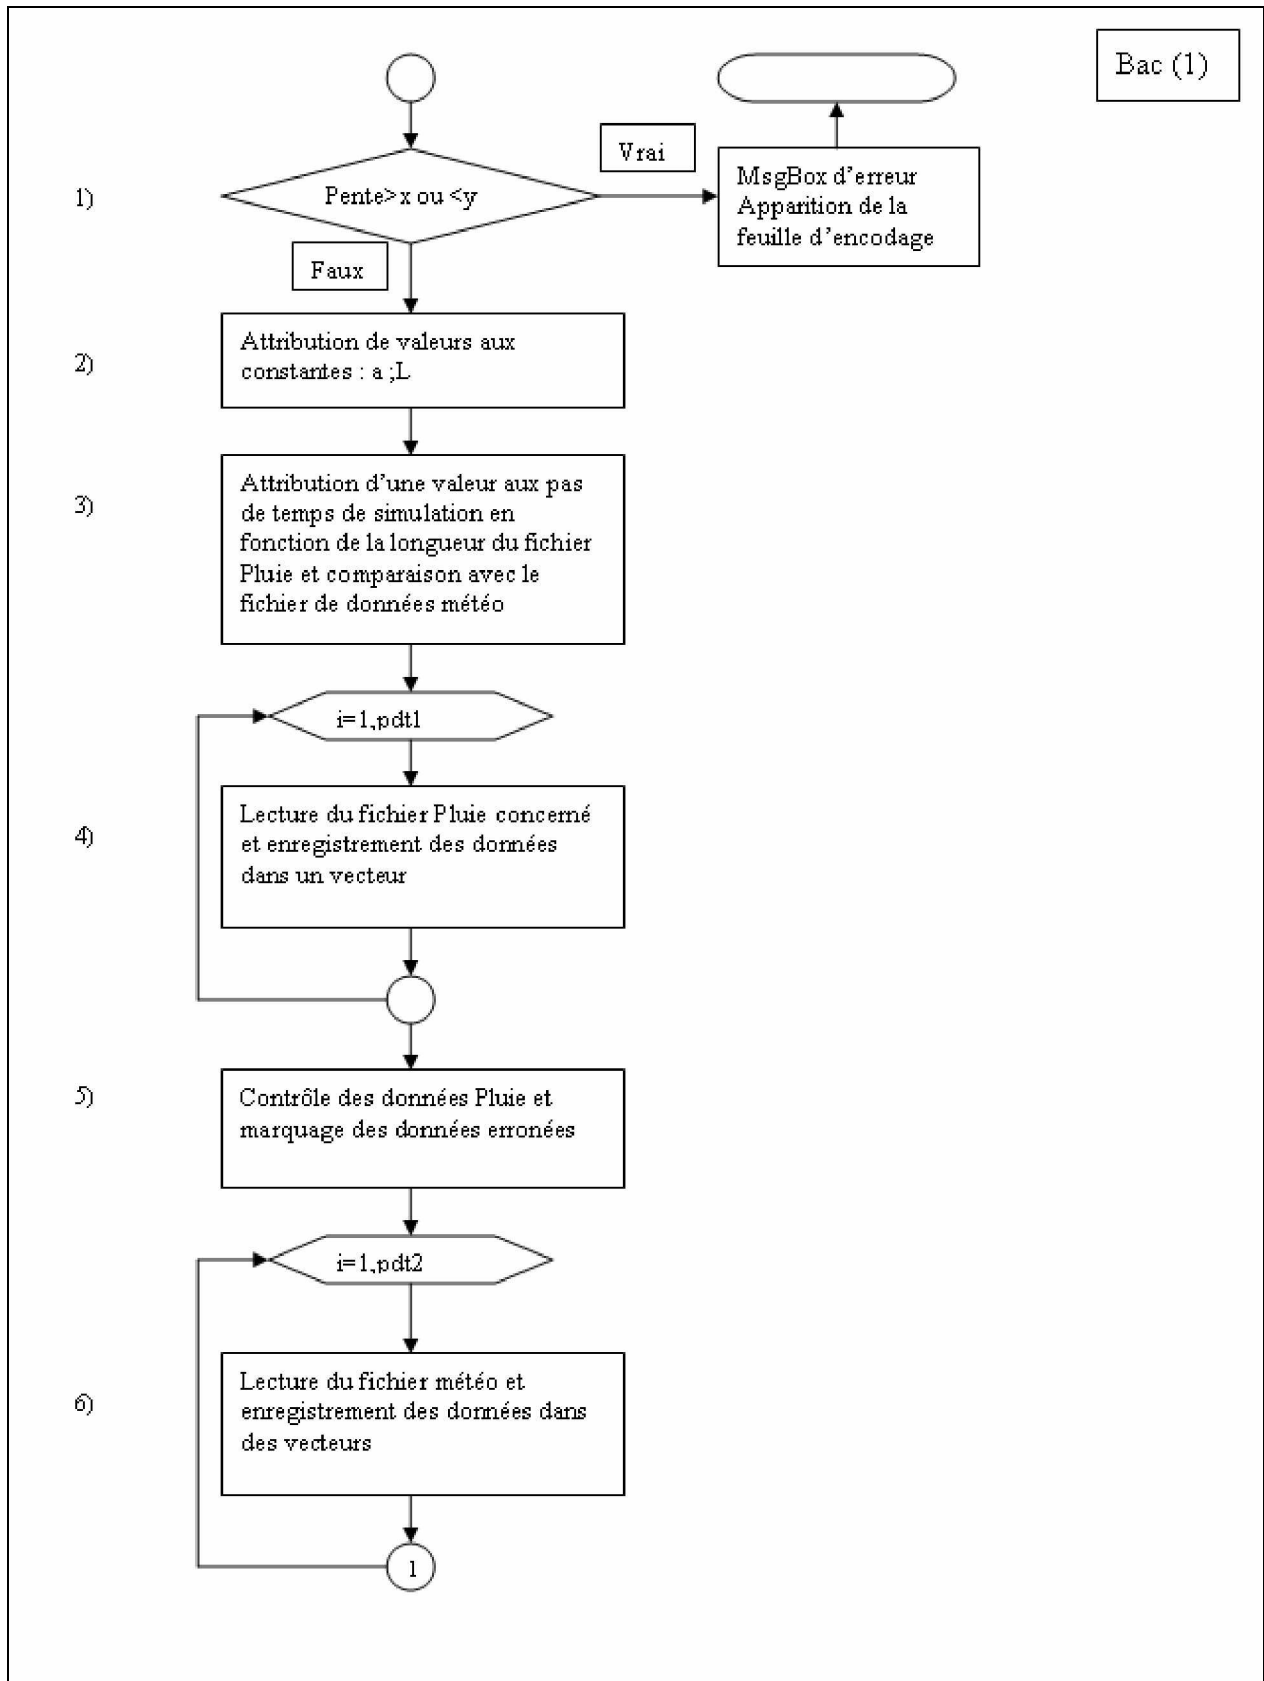 Bac (1)
Vrai
1)
Pente>x ou <y
MsgBox d'erreur
Apparition de la
feuille d'encodage
Faux
2)
Attribution de valeurs aux
constantes : a ;L
3)
Attribution d'une valeur aux pas
de temps de simulation en
fonction de la longueur du fichier
Pluie et comparaison avec le
fichier de données météo
i=1,pdt1
4)
Lecture du fichier Pluie concerné
et enregistrement des données
dans un vecteur
5)
Contrôle des données Pluie et
marquage des données erronées
i=1,pdt2
6)
Lecture du fichier météo et
enregistrement des données dans
des vecteurs
1